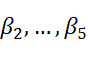 β₂, … , β₅